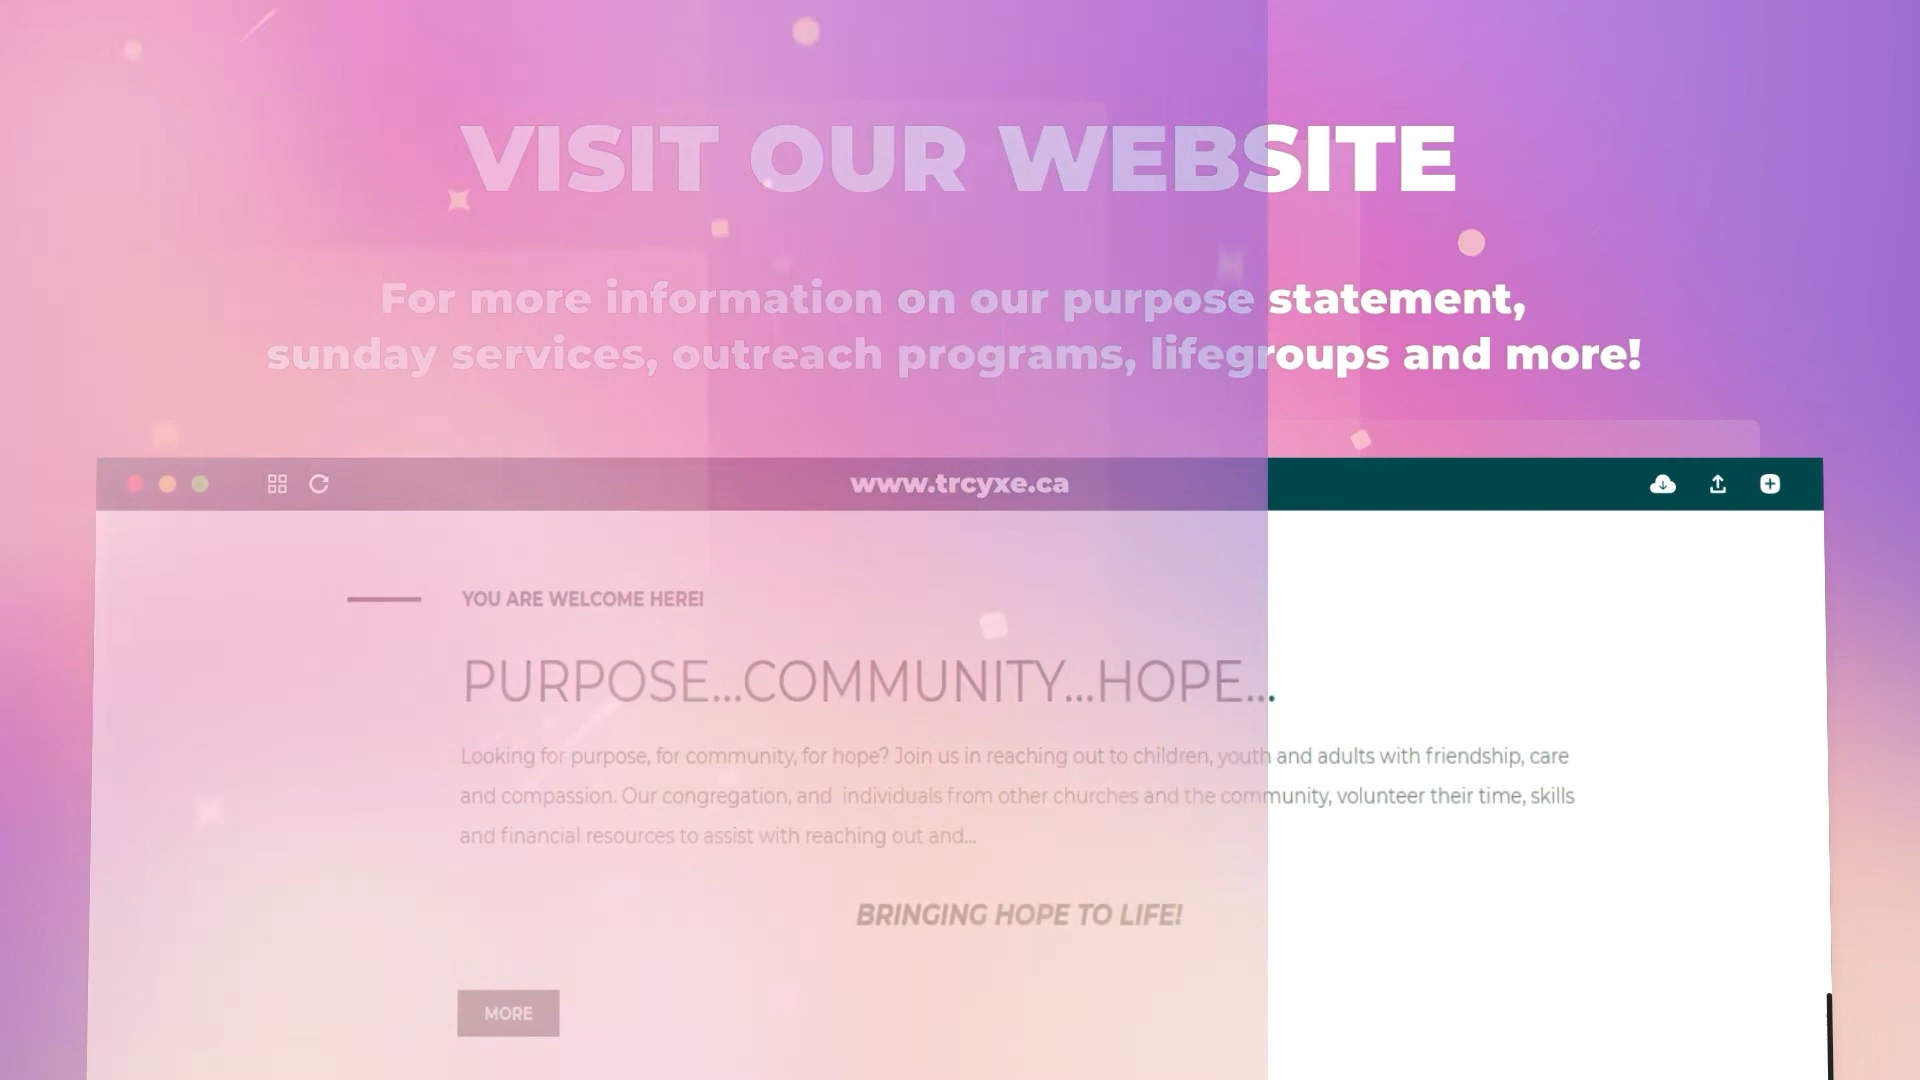 VISIT OUR WEBSITE
For more information on our purpose statement,
sunday services, outreach programs, lifegroups and more!
www.trcyxe.ca
YOU ARE WELCOME HERE!
PURPOSE...COMMUNITY...HOPE...
Looking for purpose, for community, for hope? Join us in reaching out to children, youth and adults with friendship, care
and compassion. Our congregation, and individuals from other churches and the community, volunteer their time, skills
and financial resources to assist with reaching out and...
BRINGING HOPE TO LIFE!
MORE